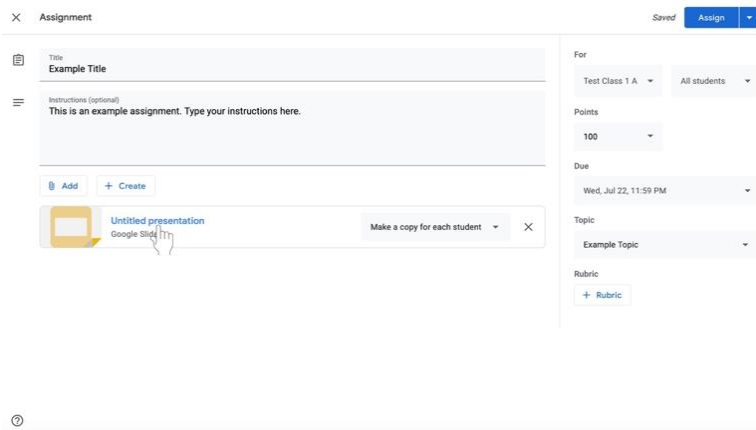 Assignment
Saved
Assign
Title
Example Title
Instructions (optional)
This is an example assignment. Type your instructions here.
Add
+ Create
Untitled presentation
Google Slid
Make a copy for each student
For
Test Class 1 A
All students
Points
100
Due
Wed, Jul 22, 11:59 PM
Topic
Example Topic
Rubric
+ Rubric